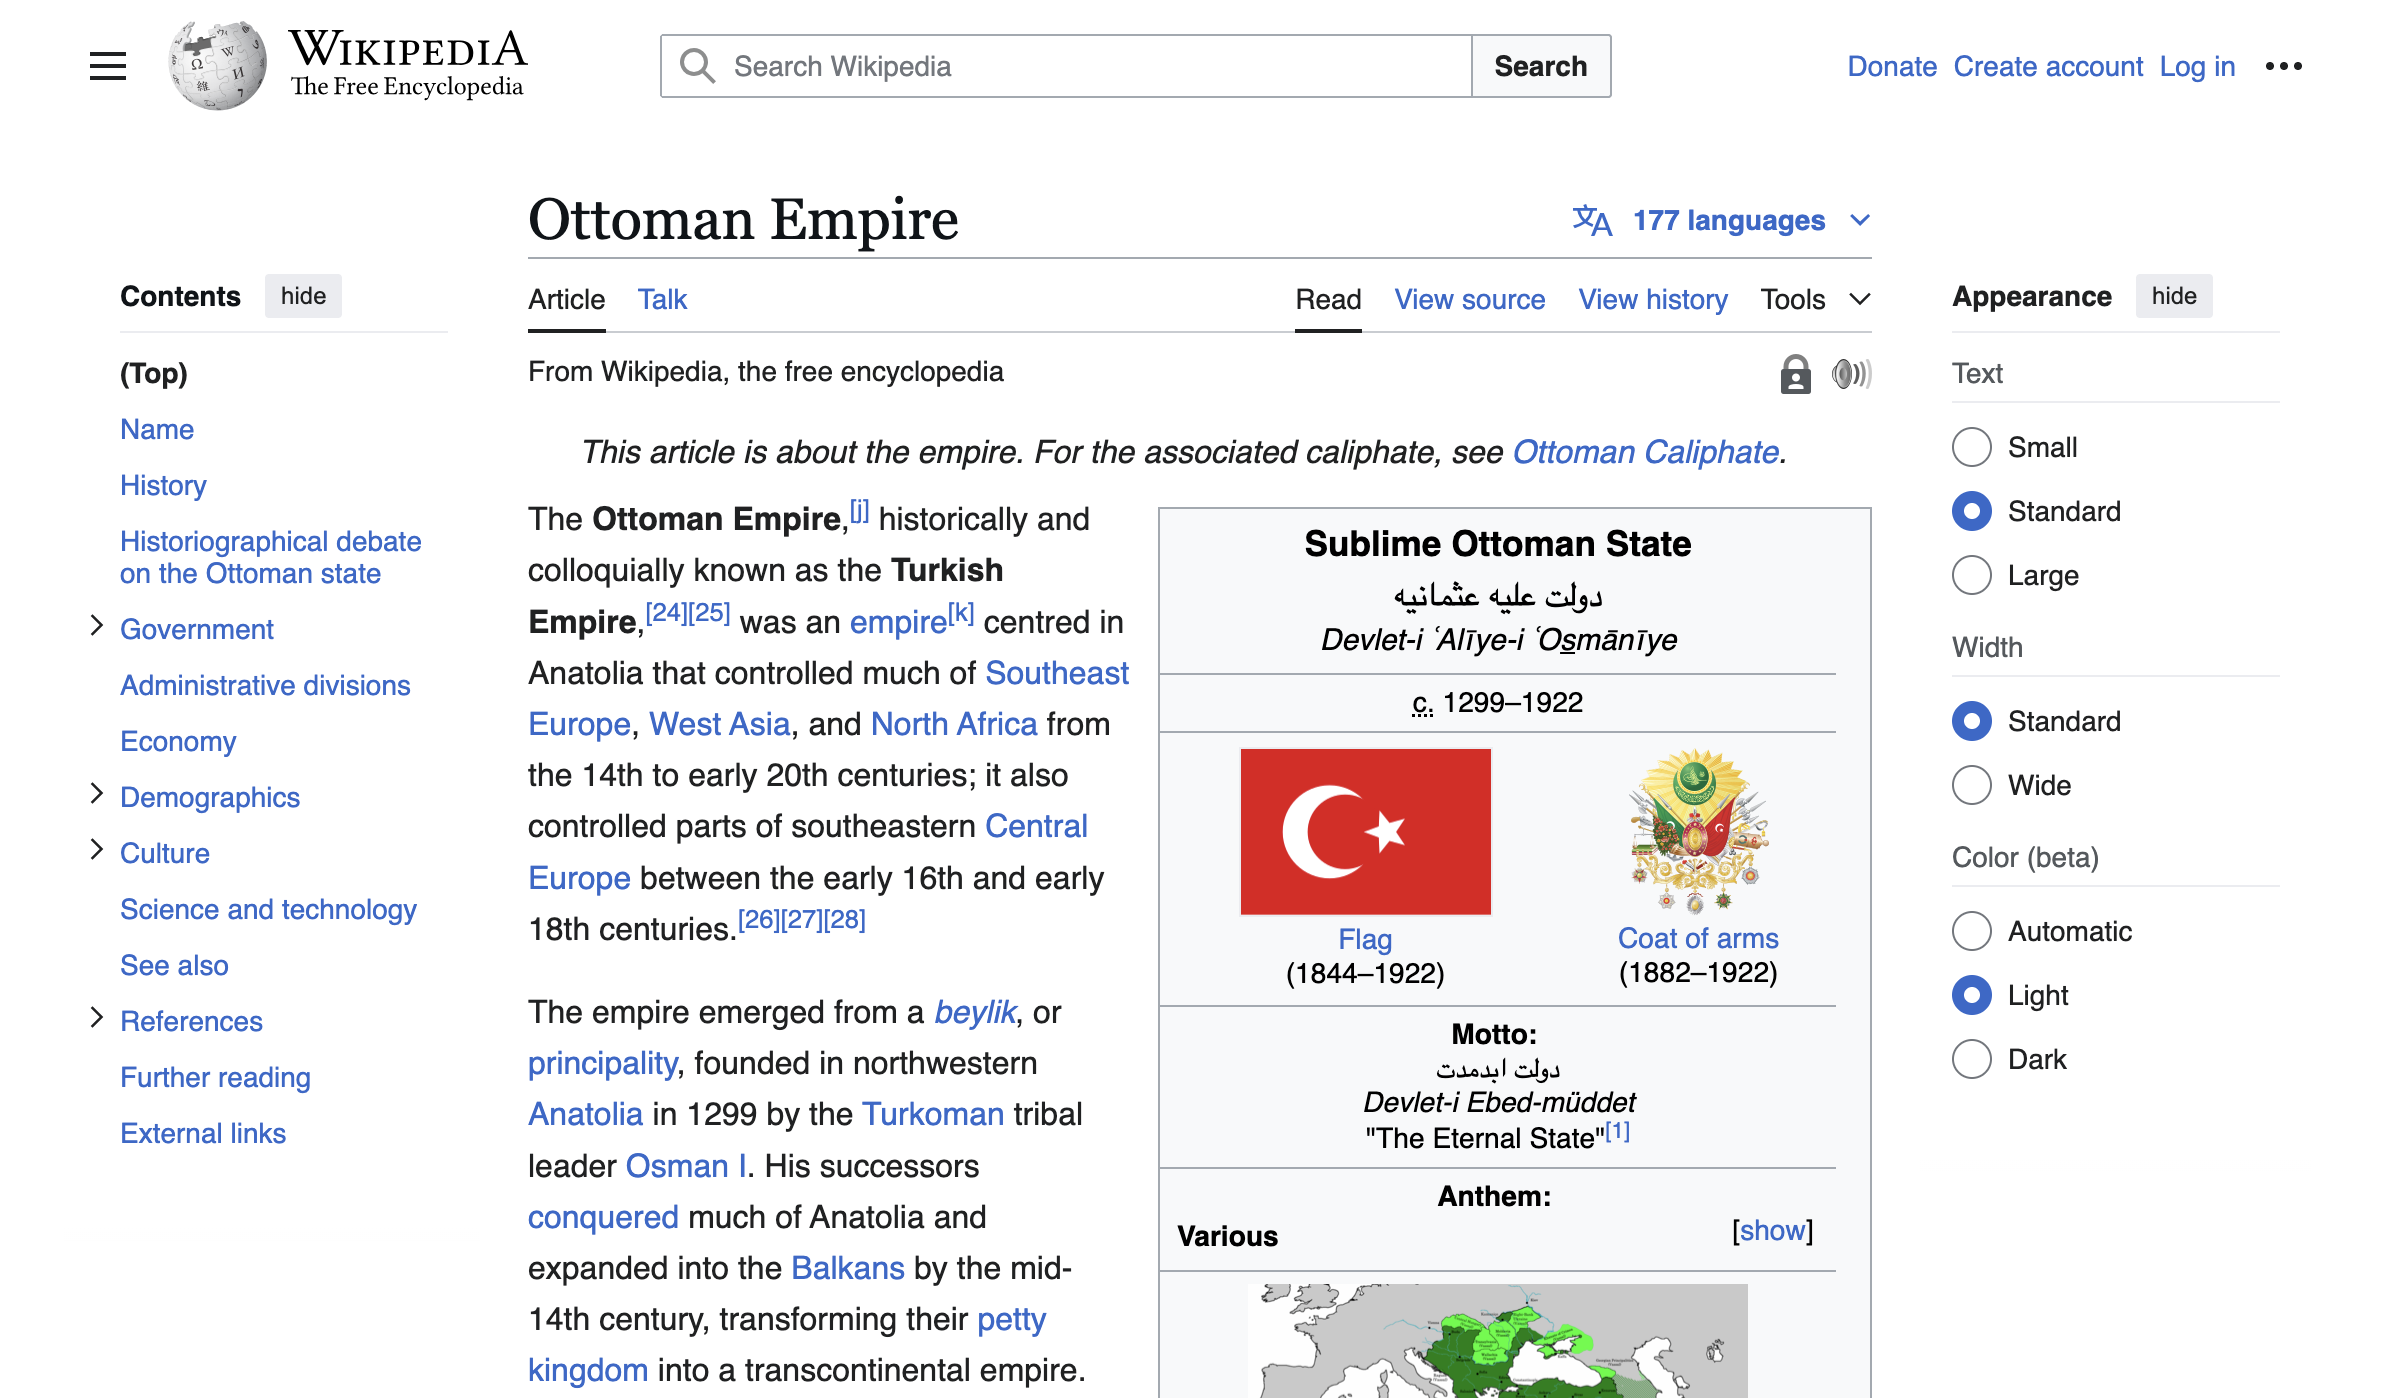 WIKIPEDIA
The Free Encyclopedia
Search Wikipedia
Search
Donate Create account Log in
Ottoman Empire
177 languages
Contents hide
(Top)
Name
History
Historiographical debate
on the Ottoman state
Government
Administrative divisions
Economy
Demographics
Culture
Science and technology
See also
References
Further reading
External links
Article Talk
Read View source View history Tools
From Wikipedia, the free encyclopedia
This article is about the empire. For the associated caliphate, see Ottoman Caliphate.
The Ottoman Empire,[j] historically and
colloquially known as the Turkish
Empire,[24][25] was an empire[k] centred in
Anatolia that controlled much of Southeast
Europe, West Asia, and North Africa from
the 14th to early 20th centuries; it also
controlled parts of southeastern Central
Europe between the early 16th and early
18th centuries.[26][27][28]
The empire emerged from a beylik, or
principality, founded in northwestern
Anatolia in 1299 by the Turkoman tribal
leader Osman I. His successors
conquered much of Anatolia and
expanded into the Balkans by the mid-
14th century, transforming their petty
kingdom into a transcontinental empire.
Sublime Ottoman State
دولت عليه عثمانيه
Devlet-i ʿAlīye-i ʿOs̱mānīye
c. 1299–1922
Flag
(1844–1922)
Coat of arms
(1882–1922)
Motto:
دولت ابدمدت
Devlet-i Ebed-müddet
"The Eternal State"[1]
Anthem:
Various
[show]
Appearance hide
Text
Small
Standard
Large
Width
Standard
Wide
Color (beta)
Automatic
Light
Dark